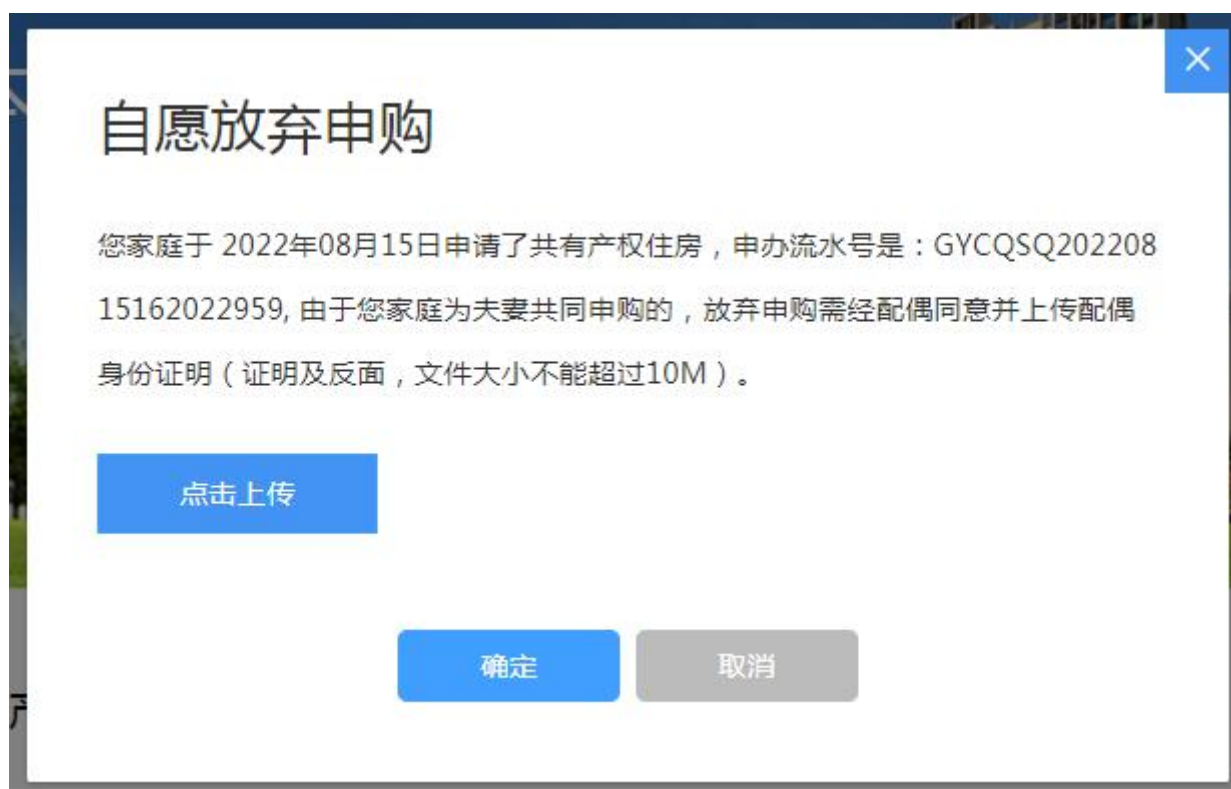 自愿放弃申购
您家庭于 2022年08月15日申请了共有产权住房，申办流水号是：GYCQSQ202208
15162022959, 由于您家庭为夫妻共同申购的，放弃申购需经配偶同意并上传配偶
身份证明（证明及反面，文件大小不能超过10M）。
点击上传
确定
取消